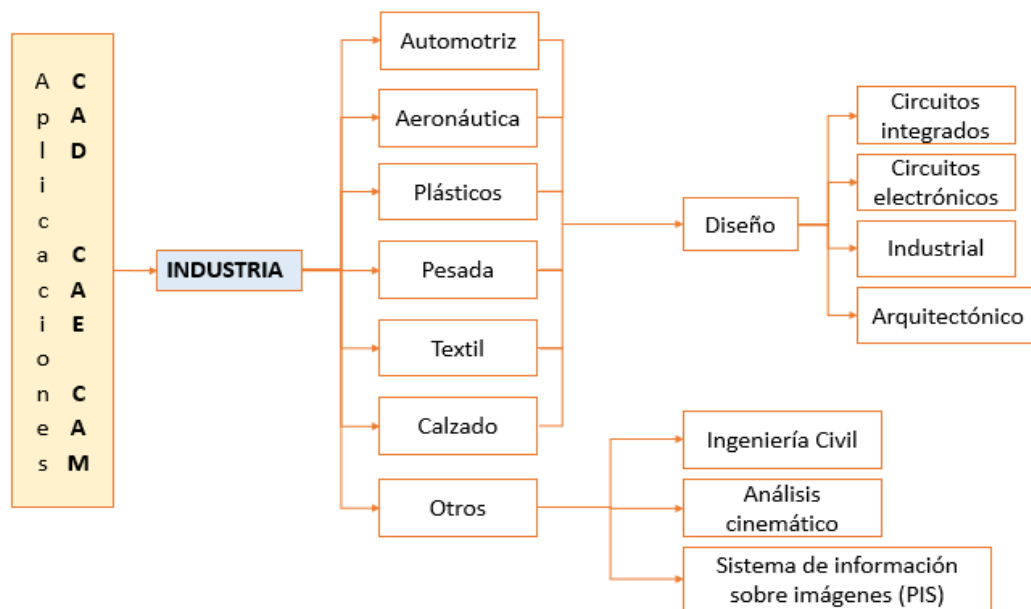 Aplicaciones
CAD CAE CAM
INDUSTRIA
Automotriz
Aeronáutica
Plásticos
Pesada
Textil
Calzado
Otros
Diseño
Circuitos
integrados
Circuitos
electrónicos
Industrial
Arquitectónico
Ingeniería Civil
Análisis
cinemático
Sistema de información
sobre imágenes (PIS)